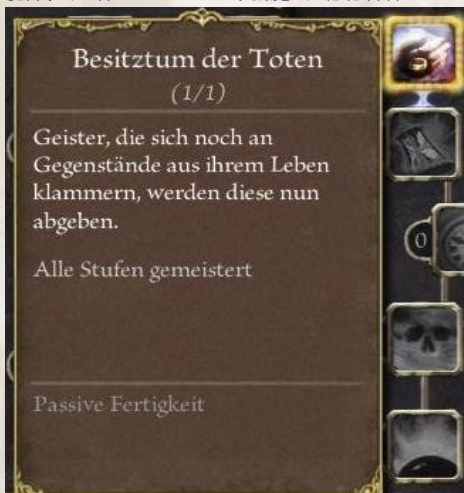 Besitztum der Toten
(1/1)
Geister, die sich noch an
Gegenstände aus ihrem Leben
klammern, werden diese nun
abgeben.
Alle Stufen gemeistert
0
Passive Fertigkeit